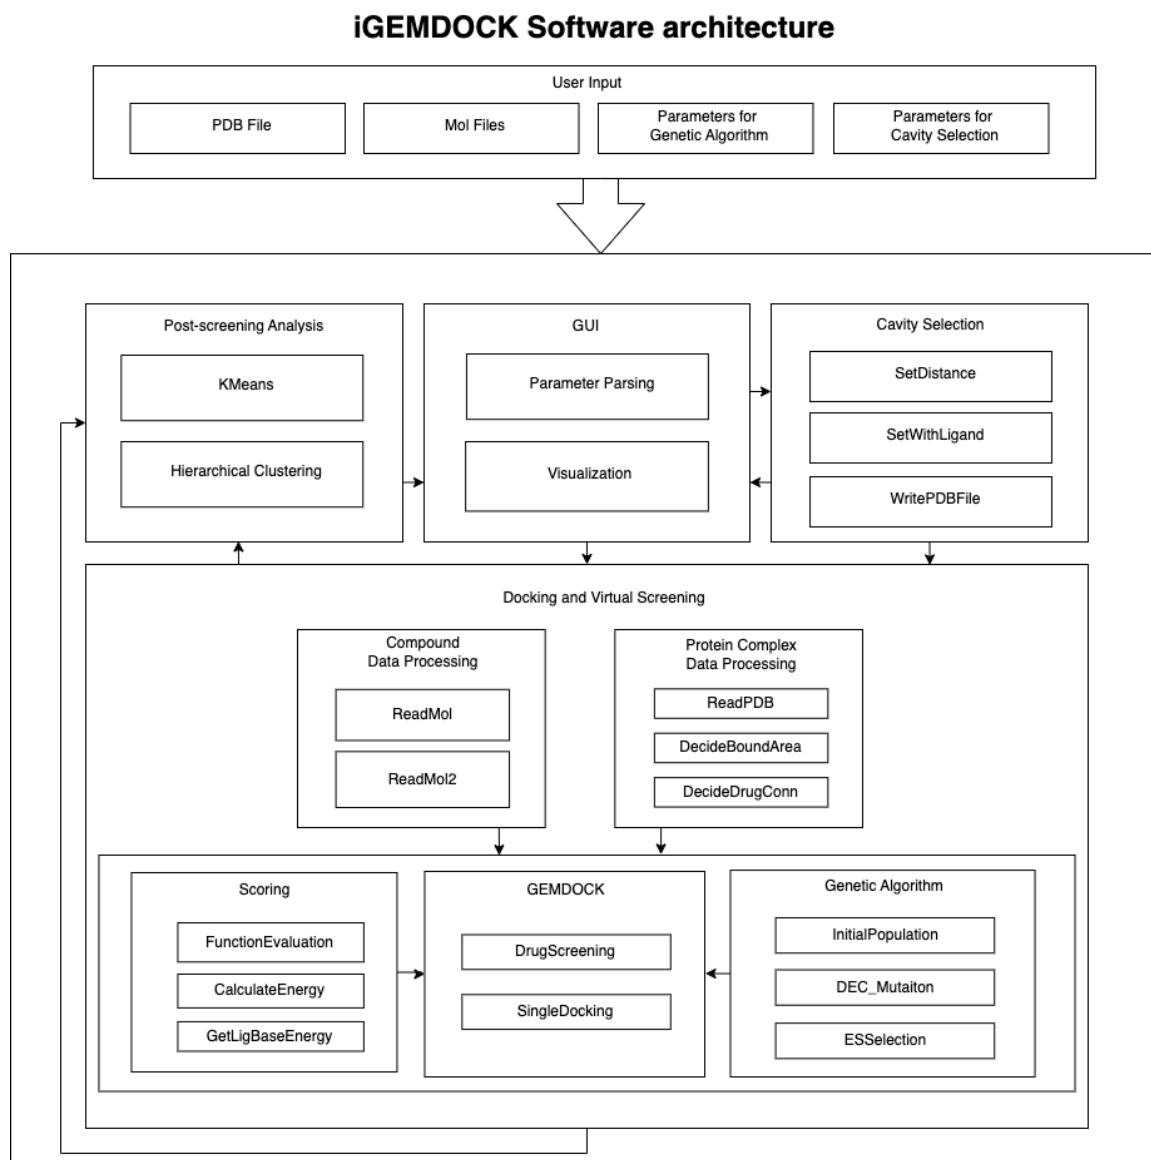 iGEMDOCK Software architecture
User Input
PDB File
Mol Files
Parameters for
Genetic Algorithm
Parameters for
Cavity Selection
Post-screening Analysis
KMeans
Hierarchical Clustering
GUI
Parameter Parsing
Visualization
Cavity Selection
SetDistance
SetWithLigand
WritePDBFile
Docking and Virtual Screening
Compound
Data Processing
ReadMol
ReadMol2
Protein Complex
Data Processing
ReadPDB
DecideBoundArea
DecideDrugConn
Scoring
FunctionEvaluation
CalculateEnergy
GetLigBaseEnergy
GEMDOCK
DrugScreening
SingleDocking
Genetic Algorithm
InitialPopulation
DEC_Mutaiton
ESSelection